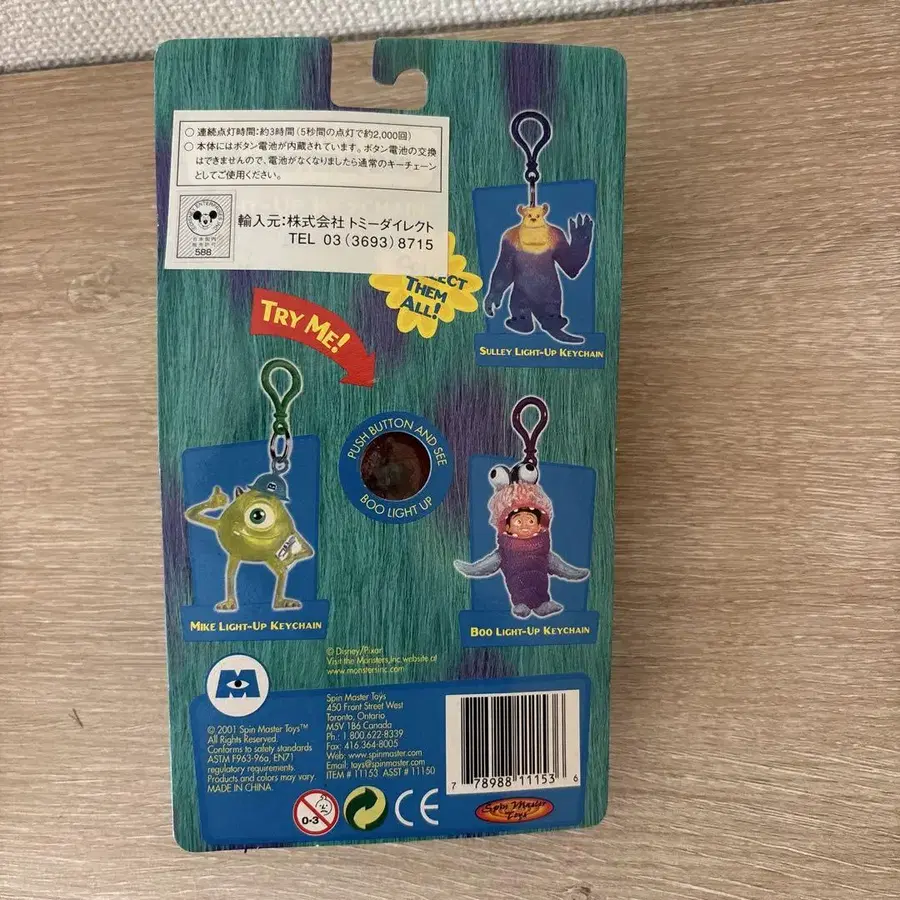 ○ 連続点灯時間:約3時間(5秒間の点灯で約2,000回)
○ 本体にはボタン電池が内蔵されています。ボタン電池の交換
はできませんので、電池がなくなりましたら通常のキーチェーン
としてご使用ください。
588
輸入元:株式会社 トミーダイレクト
TEL 03(3693)8715
THEM
ALL!
TRY ME!
SULLEY LIGHT-UP KEYCHAIN
PUSH BUTTON AND SEE
BOO LIGHT UP
MIKE LIGHT-UP KEYCHAIN
BOO LIGHT-UP KEYCHAIN
© Disney/Pixar
Visit the Monsters, Inc. website at
www.monstersinc.com
© 2001 Spin Master Toys™
All Rights Reserved.
Conforms to safety standards
ASTM F963-96a, EN71
regulatory requirements.
Products and colors may vary.
MADE IN CHINA.
Spin Master Toys
450 Front Street West
Toronto, Ontario
M5V 1B6 Canada
Ph.: 1.800.622-8339
Fax: 416.364-8005
Web: www.spinmaster.com
Email: toys@spinmaster.com
ITEM # 11153 ASST # 11150
7 78988 11153 6
0-3
CE
Spin Master
Toys